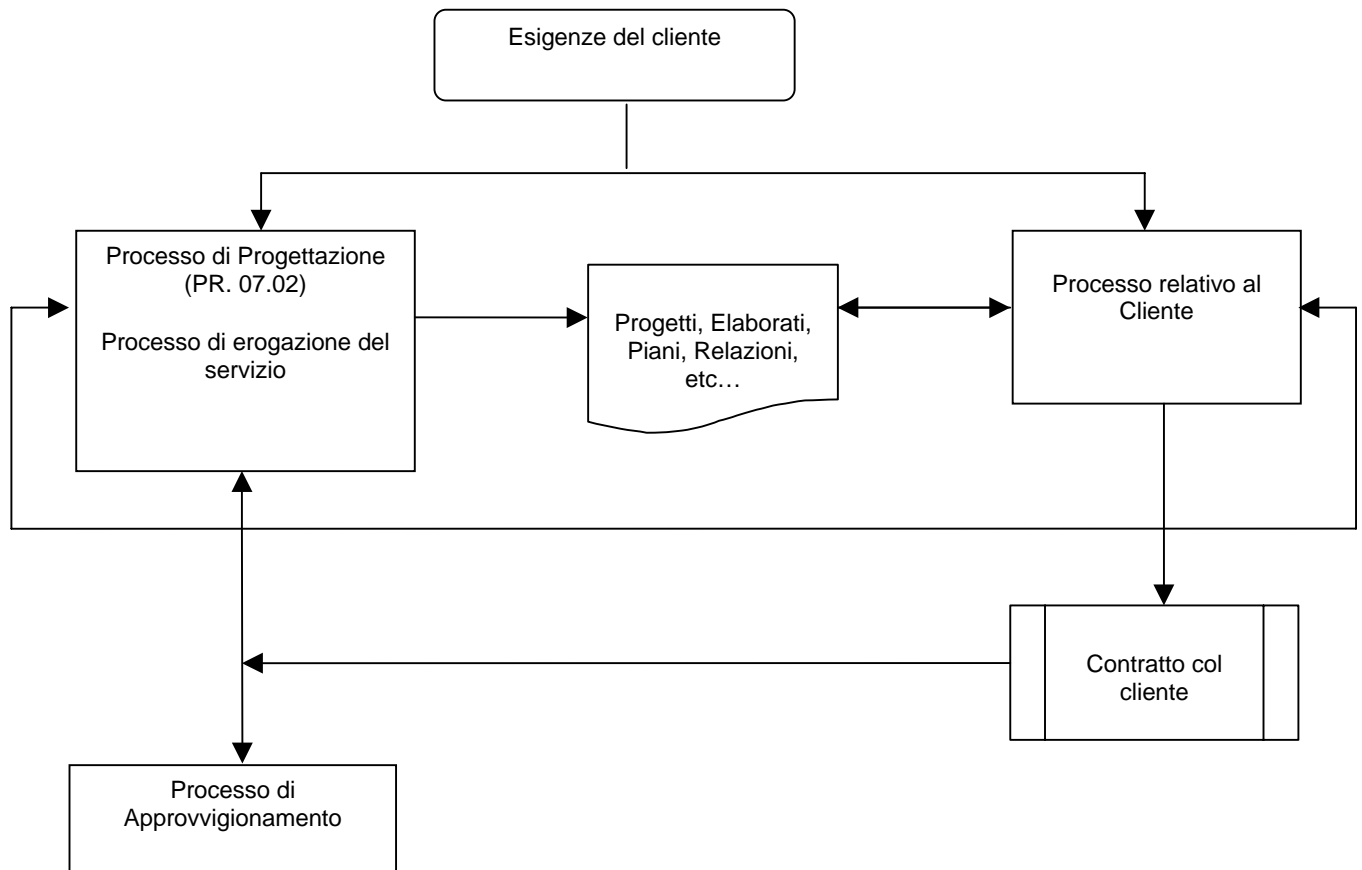 Esigenze del cliente
Processo di Progettazione
(PR. 07.02)
Processo di erogazione del
servizio
Progetti, Elaborati,
Piani, Relazioni,
etc…
Processo relativo al
Cliente
Contratto col
cliente
Processo di
Approvvigionamento